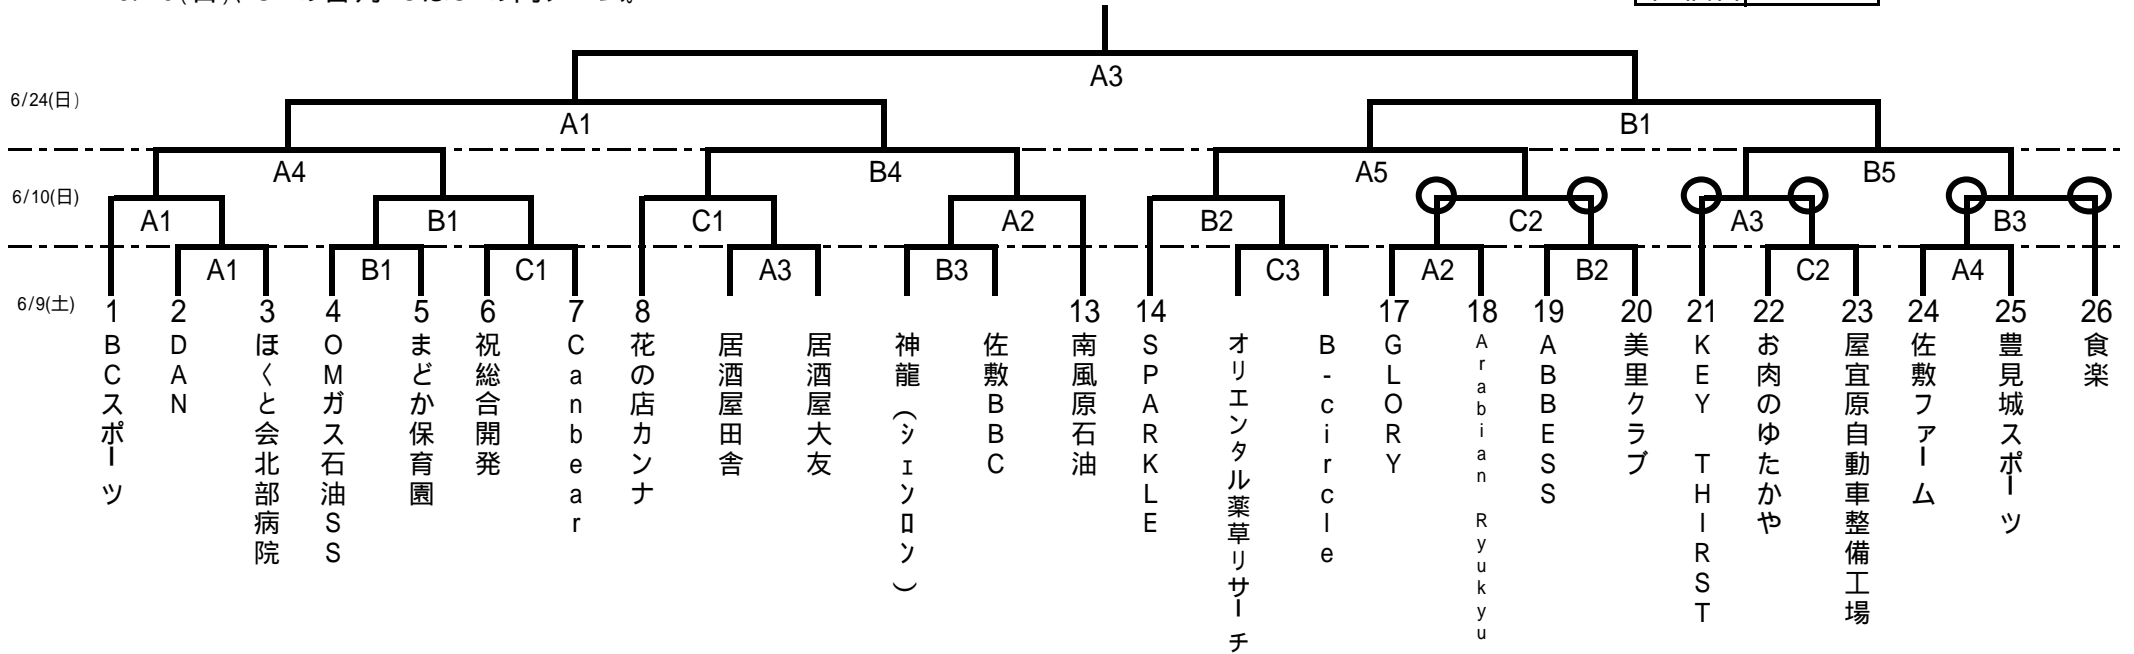 A3
6/24(日)
A1 B1
A4 B4 A5 B5
6/10(日)
A1 B1 C1 A2 B2 C2 A3 B3
A1 B1 C1 A3 B3 C3 A2 B2 C2 A4
6/9(土)
1 2 3 4 5 6 7 8 13 14 17 18 19 20 21 22 23 24 25 26
BCスポーツ
DAN
ほくと会北部病院
OMガス石油SS
まどか保育園
祝総合開発
Canbear
花の店カンナ
居酒屋田舎
居酒屋大友
神龍(シェンロン)
佐敷BBC
南風原石油
SPARKLE
オリエンタル薬草リサーチ
B-circle
GLORY
Arabian Ryukyu
ABBESS
美里クラブ
KEY THIRST
お肉のゆたかや
屋宜原自動車整備工場
佐敷ファーム
豊見城スポーツ
食楽